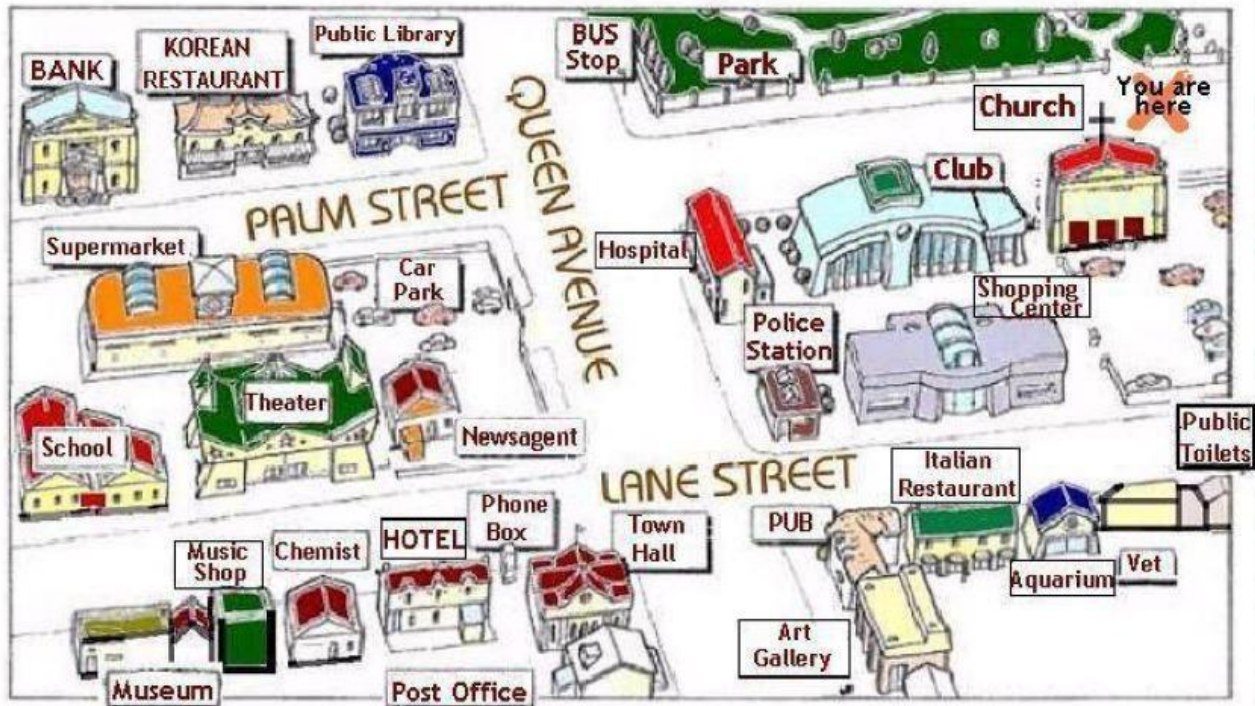 BANK
KOREAN
RESTAURANT
Public Library
BUS
Stop
Park
You are
here
Church
QUEEN AVENUE
PALM STREET
Club
Supermarket
Hospital
Car
Park
Shopping
Center
Police
Station
Theater
School
Newsagent
.Public
Toilets
LANE STREET
Italian
Restaurant
Phone
Box
Town
Hall
PUB
HOTEL
Chemist
Music
Shop
Aquarium
Vet
Art
Gallery
Museum
Post Office